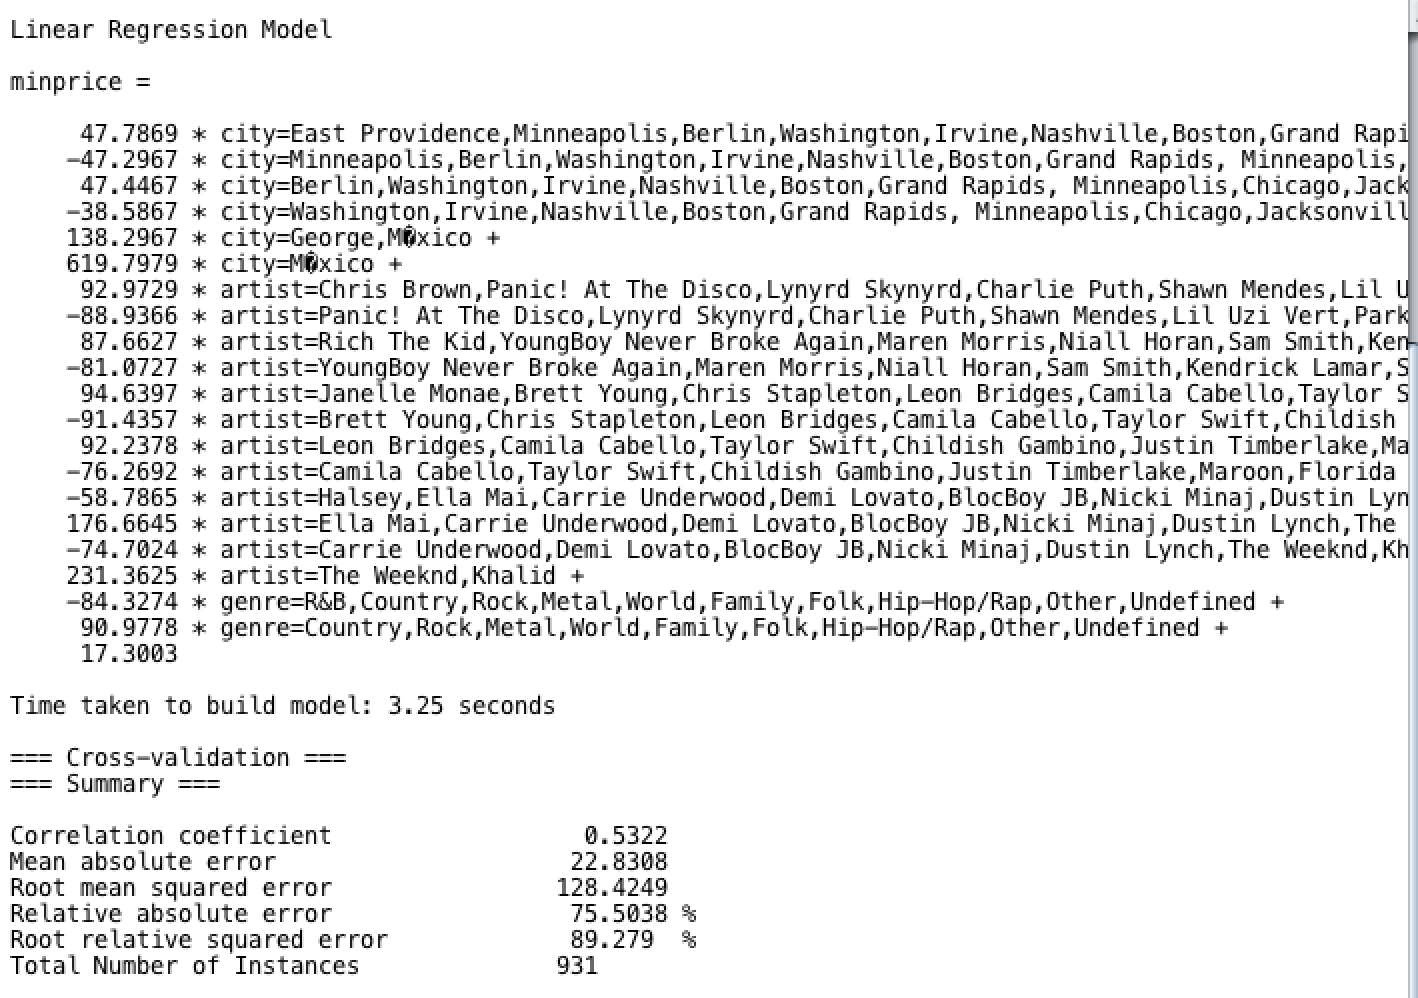 Linear Regression Model
minprice =
47.7869 * city=East Providence,Minneapolis,Berlin,Washington,Irvine,Nashville,Boston,Grand Rapi
-47.2967 * city=Minneapolis,Berlin,Washington,Irvine,Nashville,Boston,Grand Rapids, Minneapolis,
47.4467 * city=Berlin,Washington,Irvine,Nashville,Boston,Grand Rapids, Minneapolis,Chicago,Jack
-38.5867 * city=Washington,Irvine,Nashville,Boston,Grand Rapids, Minneapolis,Chicago,Jacksonvill
138.2967 * city=George,M�xico +
619.7979 * city=M�xico +
92.9729 * artist=Chris Brown,Panic! At The Disco,Lynyrd Skynyrd,Charlie Puth,Shawn Mendes,Lil U
-88.9366 * artist=Panic! At The Disco,Lynyrd Skynyrd,Charlie Puth,Shawn Mendes,Lil Uzi Vert,Park
87.6627 * artist=Rich The Kid,YoungBoy Never Broke Again,Maren Morris,Niall Horan,Sam Smith,Ken
-81.0727 * artist=YoungBoy Never Broke Again,Maren Morris,Niall Horan,Sam Smith,Kendrick Lamar,S
94.6397 * artist=Janelle Monae,Brett Young,Chris Stapleton,Leon Bridges,Camila Cabello,Taylor S
-91.4357 * artist=Brett Young,Chris Stapleton,Leon Bridges,Camila Cabello,Taylor Swift,Childish
92.2378 * artist=Leon Bridges,Camila Cabello,Taylor Swift,Childish Gambino,Justin Timberlake,Ma
-76.2692 * artist=Camila Cabello,Taylor Swift,Childish Gambino,Justin Timberlake,Maroon,Florida
-58.7865 * artist=Halsey,Ella Mai,Carrie Underwood,Demi Lovato,BlocBoy JB,Nicki Minaj,Dustin Lyn
176.6645 * artist=Ella Mai,Carrie Underwood,Demi Lovato,BlocBoy JB,Nicki Minaj,Dustin Lynch,The
-74.7024 * artist=Carrie Underwood,Demi Lovato,BlocBoy JB,Nicki Minaj,Dustin Lynch,The Weeknd,Kh
231.3625 * artist=The Weeknd,Khalid +
-84.3274 * genre=R&B,Country,Rock,Metal,World,Family,Folk,Hip-Hop/Rap,Other,Undefined +
90.9778 * genre=Country,Rock,Metal,World,Family,Folk,Hip-Hop/Rap,Other,Undefined +
17.3003
Time taken to build model: 3.25 seconds
=== Cross-validation ===
=== Summary ===
Correlation coefficient 0.5322
Mean absolute error 22.8308
Root mean squared error 128.4249
Relative absolute error 75.5038 %
Root relative squared error 89.279 %
Total Number of Instances 931